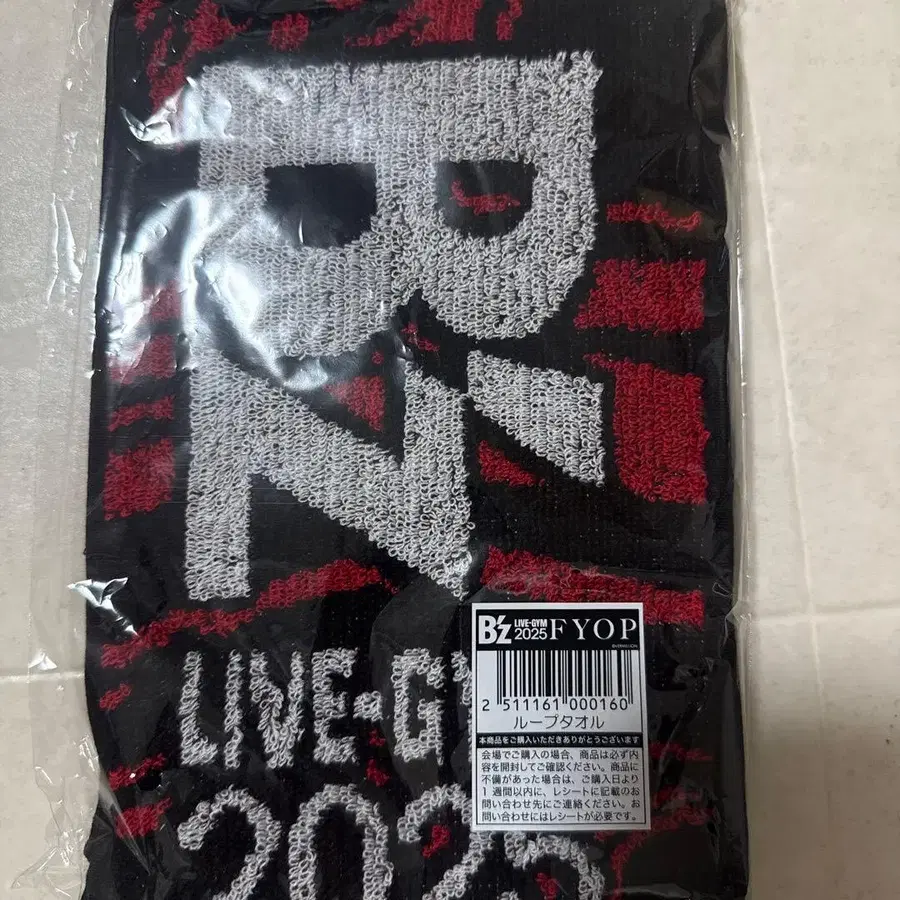 B'z
LIVE-GY
2025
B'z LIVE-GYM 2025 FYOP
2 511161 000160
ループタオル
本商品をご購入いただきありがとうございます
会場でご購入の場合、商品は必ず内
容を開封してご確認ください。商品に
不備があった場合は、ご購入日より
1週間以内に、レシートに記載のお
問い合わせ先にご連絡ください。お
問い合わせにはレシートが必要です。